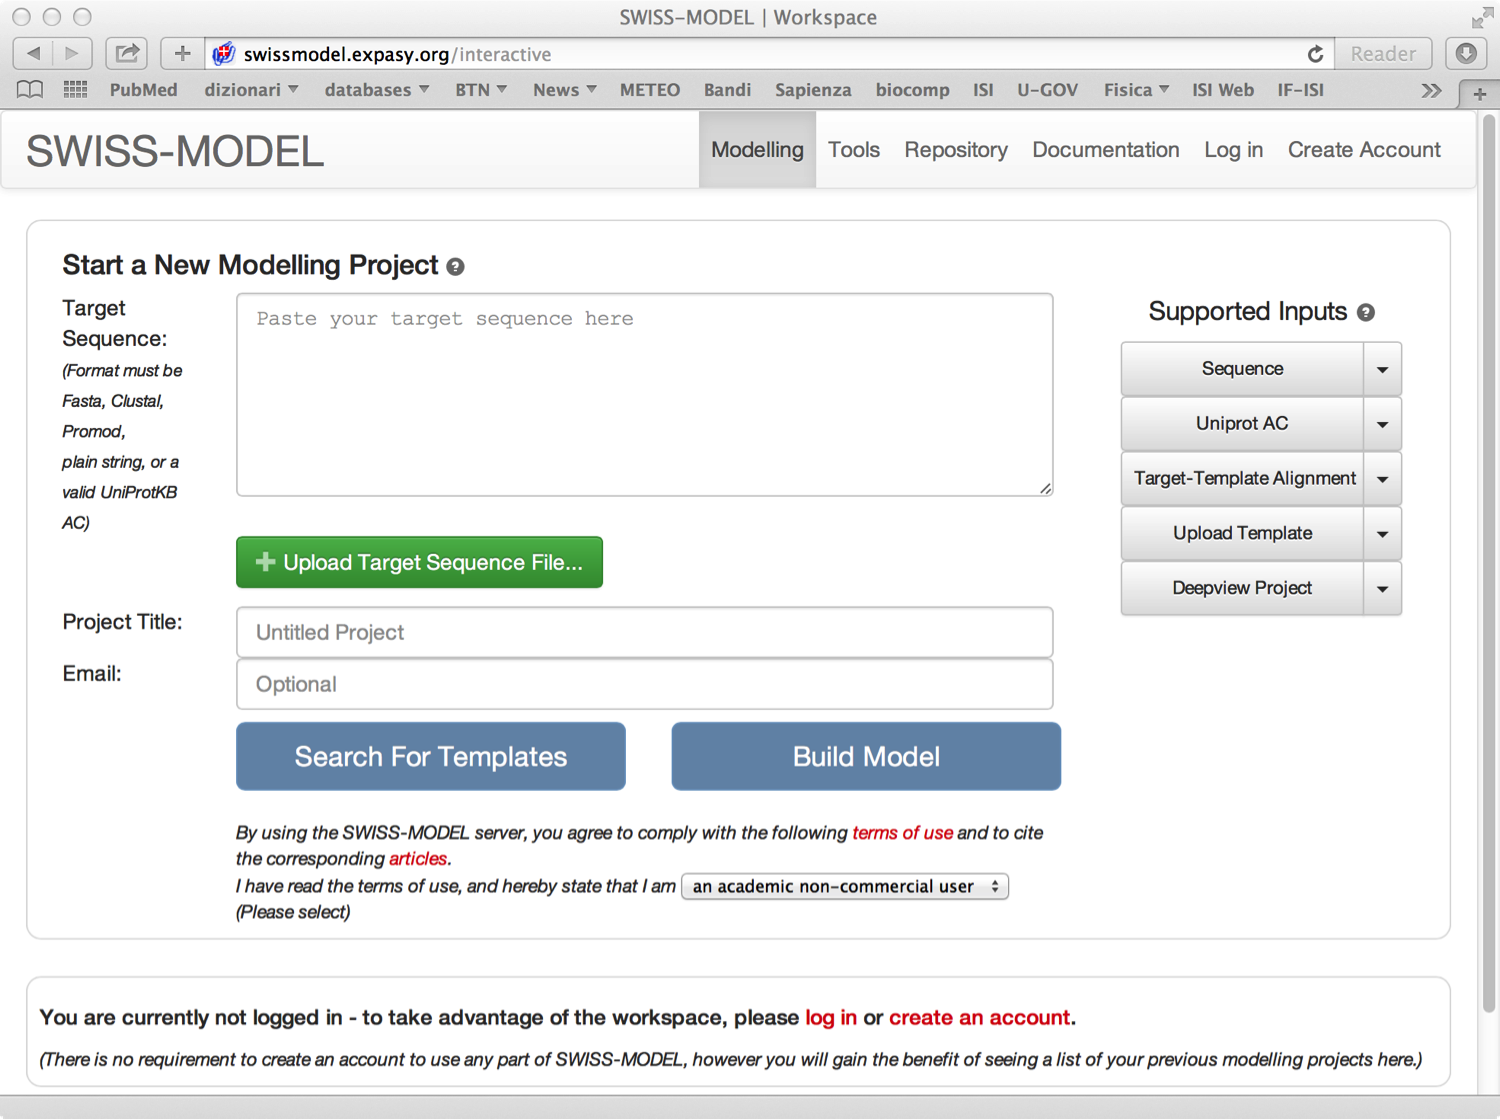 SWISS-MODEL | Workspace
swissmodel.expasy.org/interactive
Reader
PubMed dizionari databases BTN News METEO Bandi Sapienza biocomp ISI U-GOV Fisica ISI Web IF-ISI
SWISS-MODEL
Modelling Tools Repository Documentation Log in Create Account
Start a New Modelling Project
Target
Sequence:
(Format must be
Fasta, Clustal,
Promod,
plain string, or a
valid UniProtKB
AC)
Paste your target sequence here
Upload Target Sequence File...
Project Title:
Untitled Project
Email:
Optional
Search For Templates
Build Model
By using the SWISS-MODEL server, you agree to comply with the following terms of use and to cite
the corresponding articles.
I have read the terms of use, and hereby state that I am an academic non-commercial user
(Please select)
Supported Inputs
Sequence
Uniprot AC
Target-Template Alignment
Upload Template
Deepview Project
You are currently not logged in - to take advantage of the workspace, please log in or create an account.
(There is no requirement to create an account to use any part of SWISS-MODEL, however you will gain the benefit of seeing a list of your previous modelling projects here.)